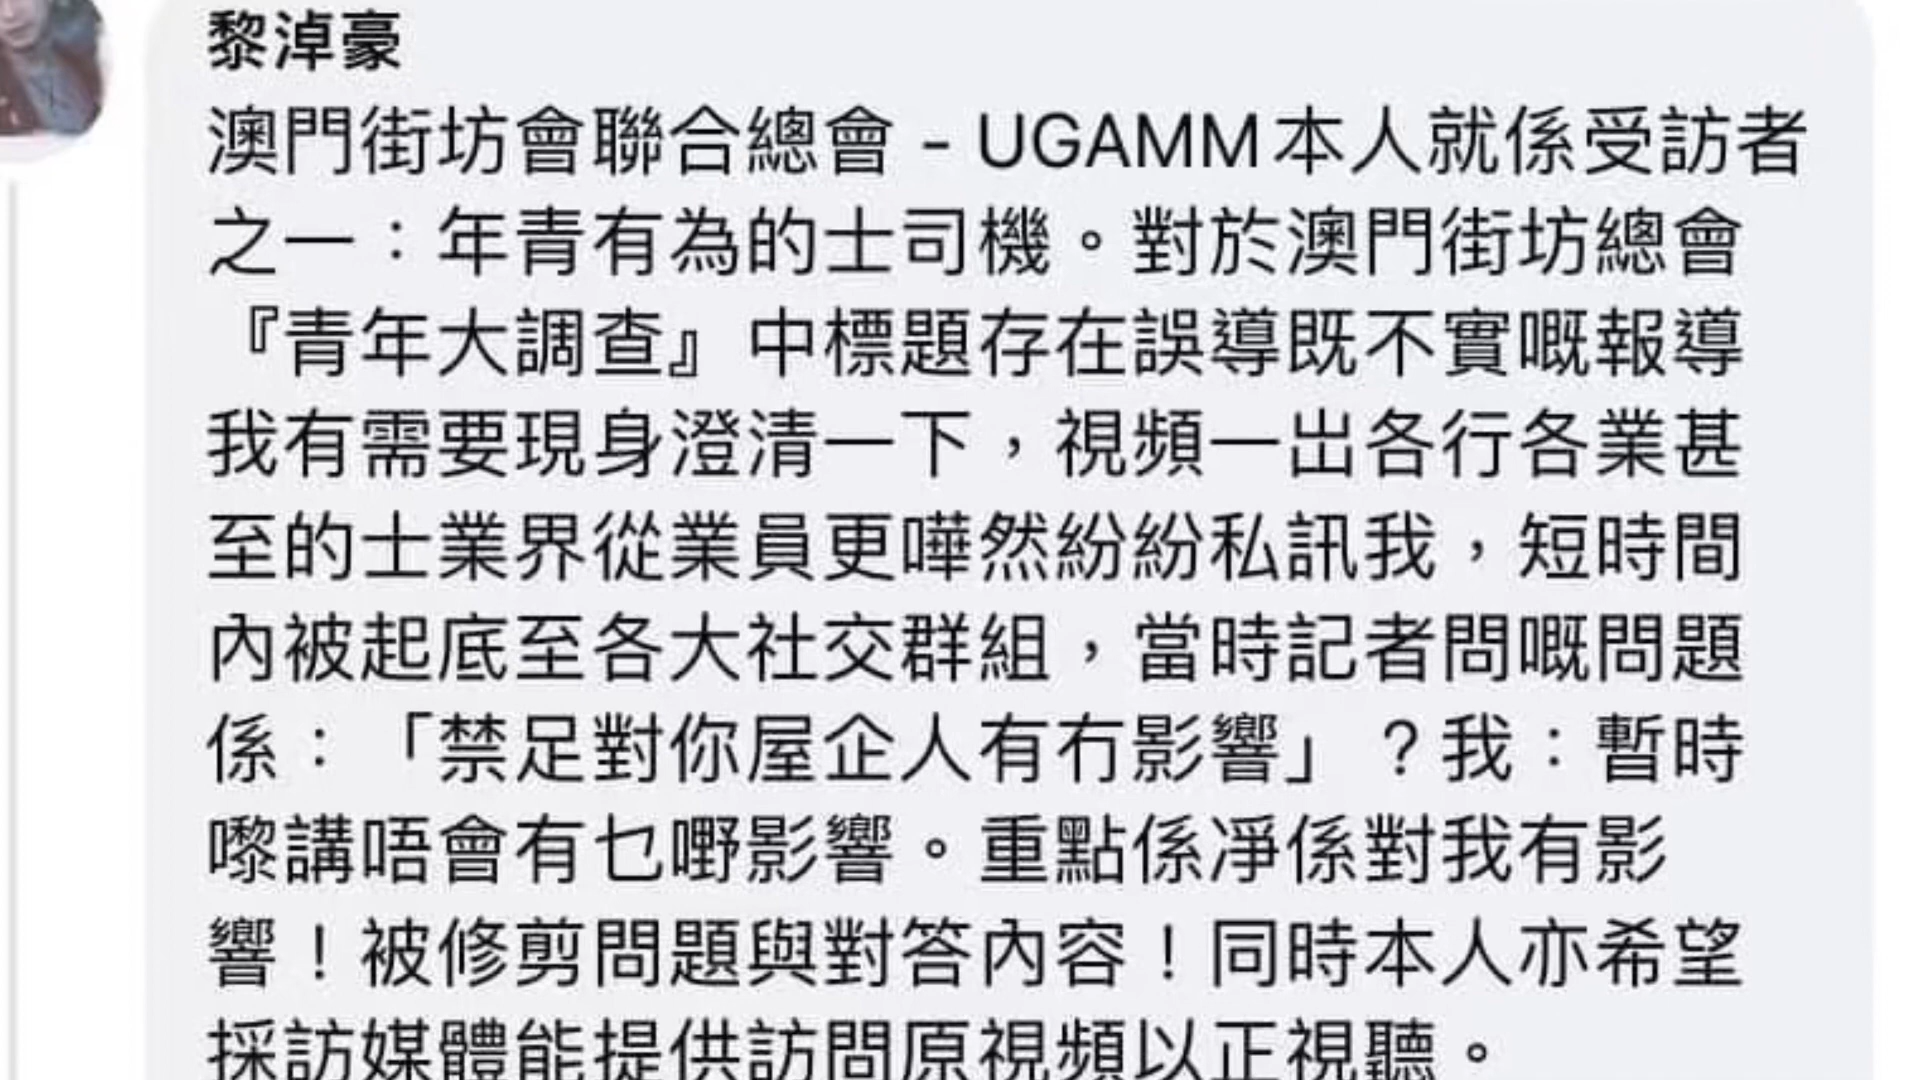 黎淖豪
澳門街坊會聯合總會 - UGAMM本人就係受訪者
之一：年青有為的士司機。對於澳門街坊總會
『青年大調查』中標題存在誤導既不實嘅報導
我有需要現身澄清一下，視頻一出各行各業甚
至的士業界從業員更嘩然紛紛私訊我，短時間
內被起底至各大社交群組，當時記者問嘅問題
係：「禁足對你屋企人有冇影響」？我：暫時
嚟講唔會有乜嘢影響。重點係凈係對我有影
響！被修剪問題與對答內容！同時本人亦希望
採訪媒體能提供訪問原視頻以正視聽。